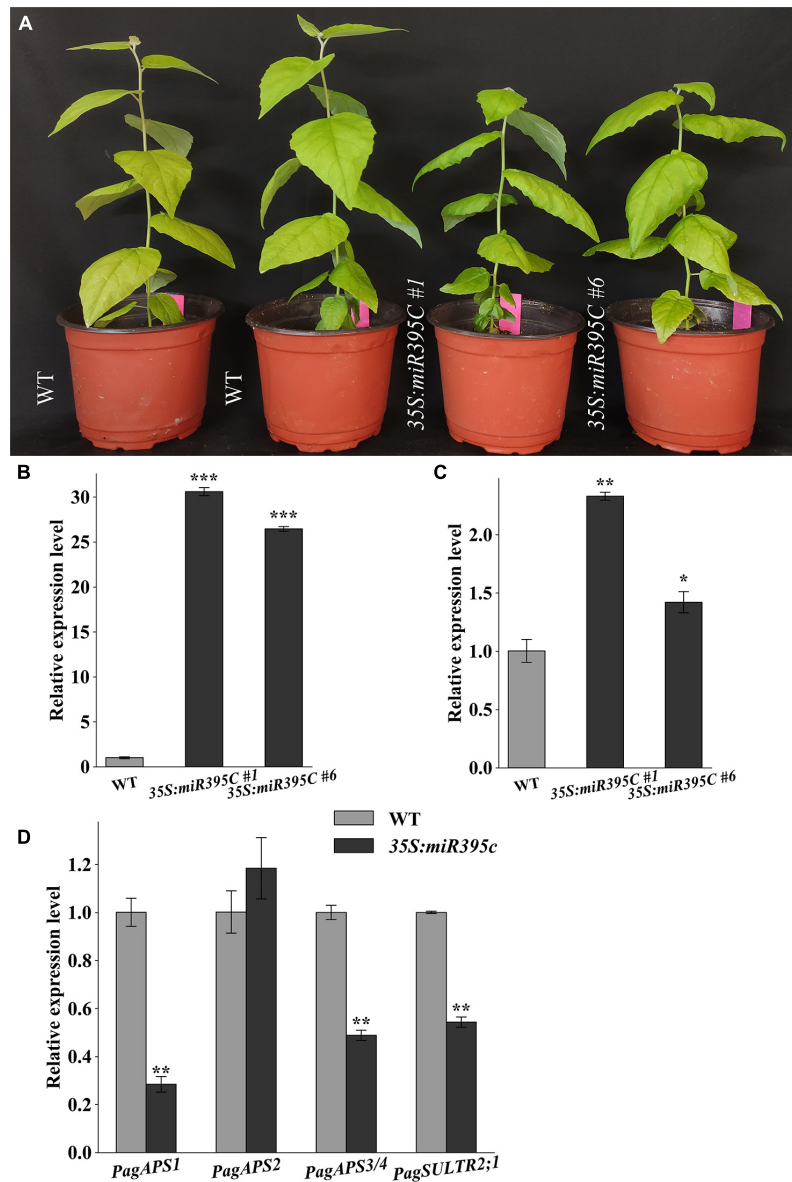 A
WT
WT
35S:miR395C #1
35S:miR395C #6
B
Relative expression level
30
25
20
15
10
5
0
***
***
WT
35S:miR395C #1
35S:miR395C #6
C
Relative expression level
2.0
1.5
1.0
0.5
0.0
**
*
WT
35S:miR395C #1
35S:miR395C #6
D
WT
35S:miR395c
Relative expression level
1.2
1.0
0.8
0.6
0.4
0.2
0.0
**
**
**
PagAPS1
PagAPS2
PagAPS3/4
PagSULTR2;1